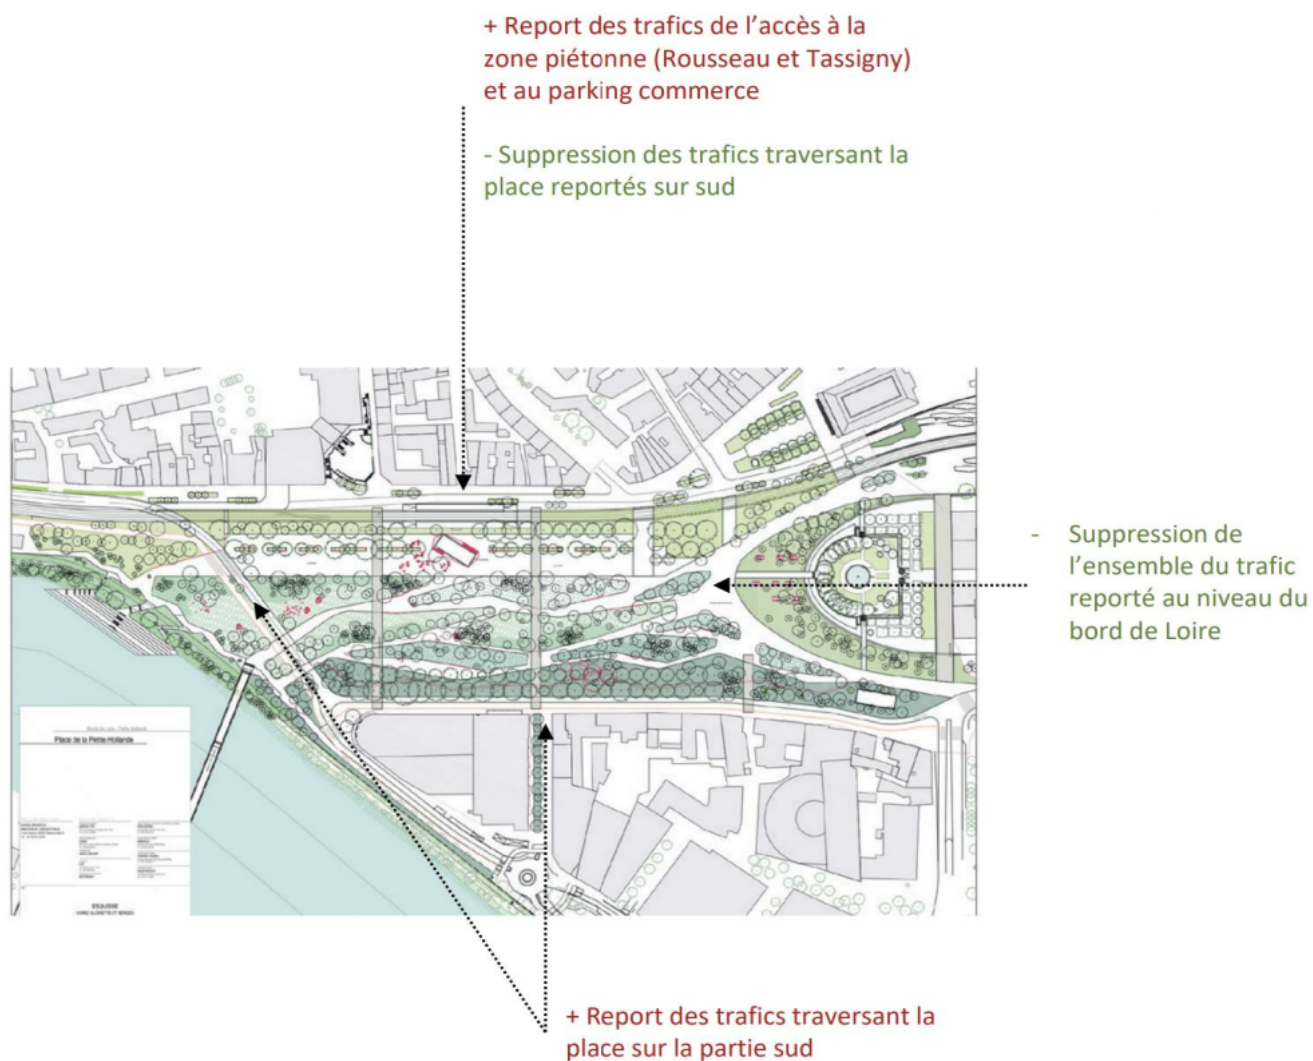 + Report des trafics de l'accès à la
zone piétonne (Rousseau et Tassigny)
et au parking commerce
- Suppression des trafics traversant la
place reportés sur sud
- Suppression de
l'ensemble du trafic
reporté au niveau du
bord de Loire
Place de la Petite Hollande
ESQUISSE
+ Report des trafics traversant la
place sur la partie sud